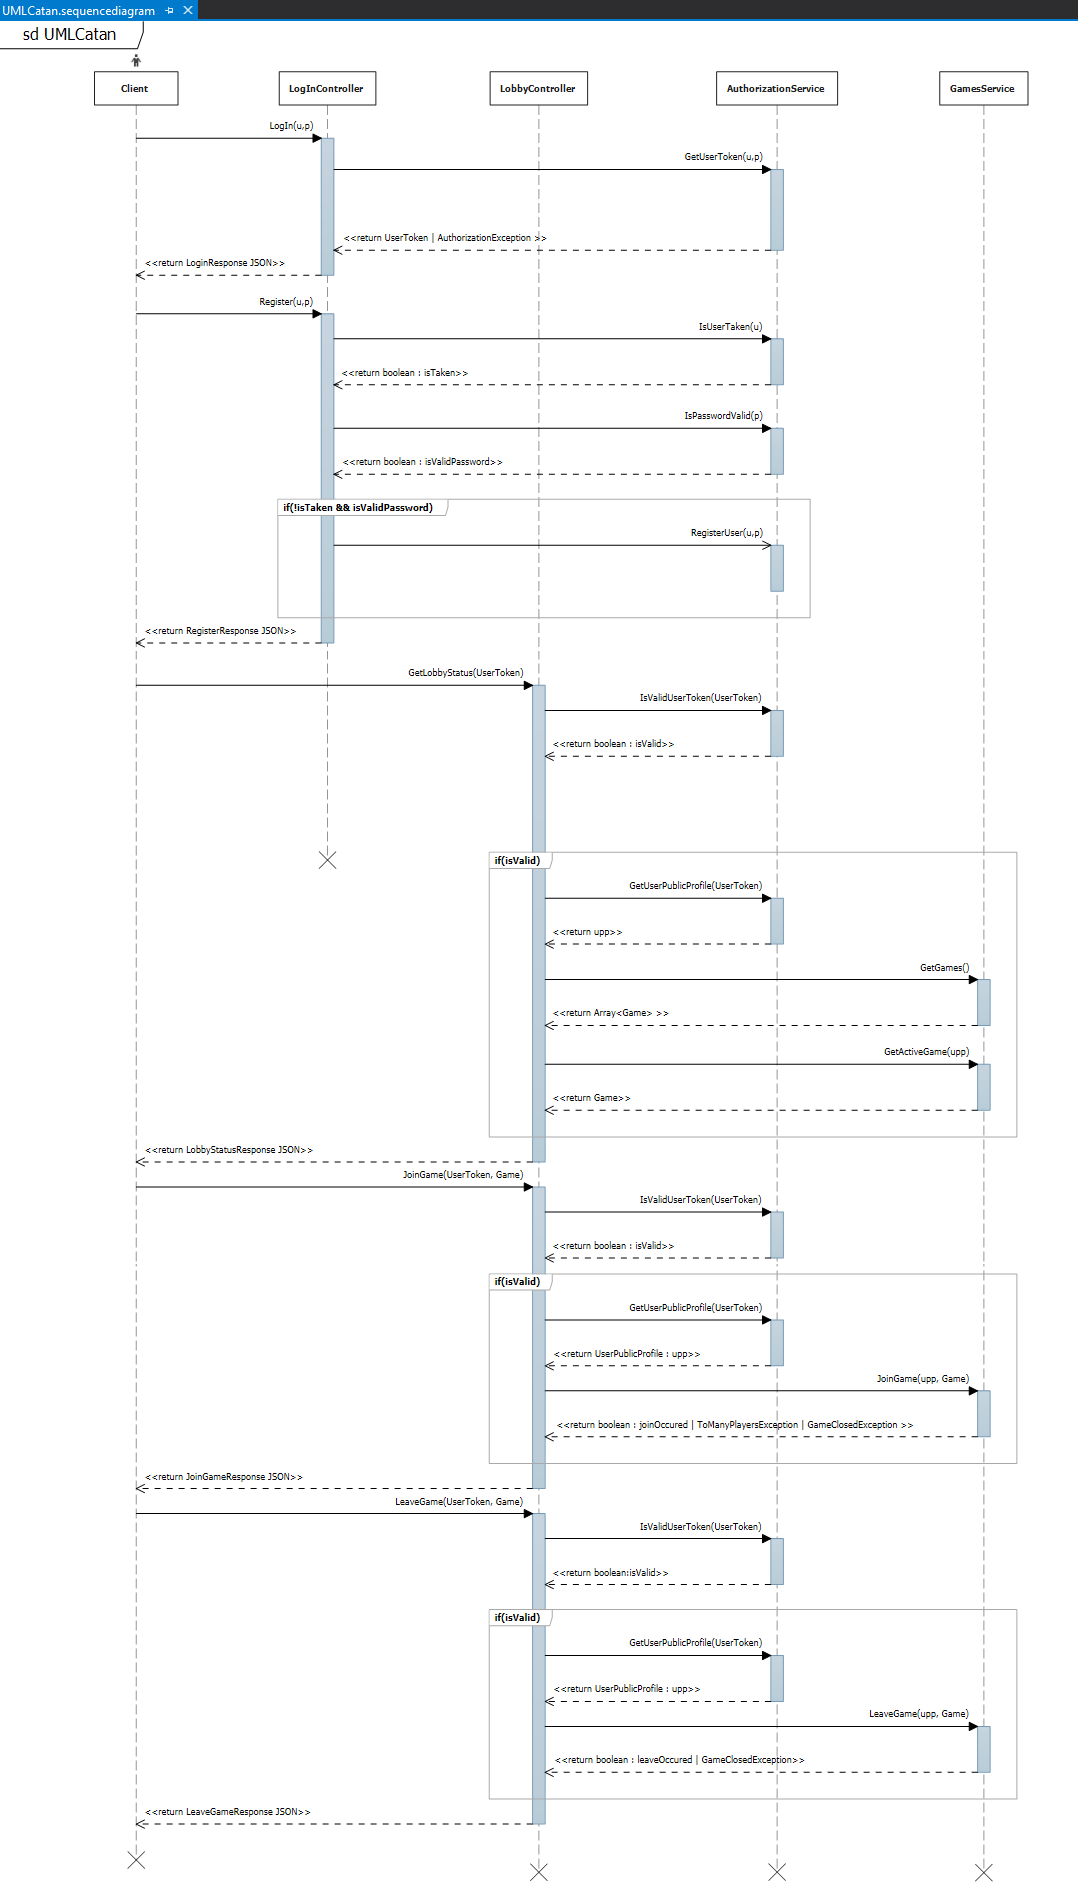 UMLCatan.sequencediagram
sd UMLCatan
Client
LogInController
LobbyController
AuthorizationService
GamesService
LogIn(u,p)
GetUserToken(u,p)
<<return UserToken | AuthorizationException >>
<<return LoginResponse JSON>>
Register(u,p)
IsUserTaken(u)
<<return boolean : isTaken>>
IsPasswordValid(p)
<<return boolean : isValidPassword>>
if(!isTaken && isValidPassword)
RegisterUser(u,p)
<<return RegisterResponse JSON>>
GetLobbyStatus(UserToken)
IsValidUserToken(UserToken)
<<return boolean : isValid>>
if(isValid)
GetUserPublicProfile(UserToken)
<<return upp>>
GetGames()
<<return Array<Game> >>
GetActiveGame(upp)
<<return Game>>
<<return LobbyStatusResponse JSON>>
JoinGame(UserToken, Game)
IsValidUserToken(UserToken)
<<return boolean : isValid>>
if(isValid)
GetUserPublicProfile(UserToken)
<<return UserPublicProfile : upp>>
JoinGame(upp, Game)
<<return boolean : joinOccured | ToManyPlayersException | GameClosedException >>
<<return JoinGameResponse JSON>>
LeaveGame(UserToken, Game)
IsValidUserToken(UserToken)
<<return boolean:isValid>>
if(isValid)
GetUserPublicProfile(UserToken)
<<return UserPublicProfile : upp>>
LeaveGame(upp, Game)
<<return boolean : leaveOccured | GameClosedException>>
<<return LeaveGameResponse JSON>>